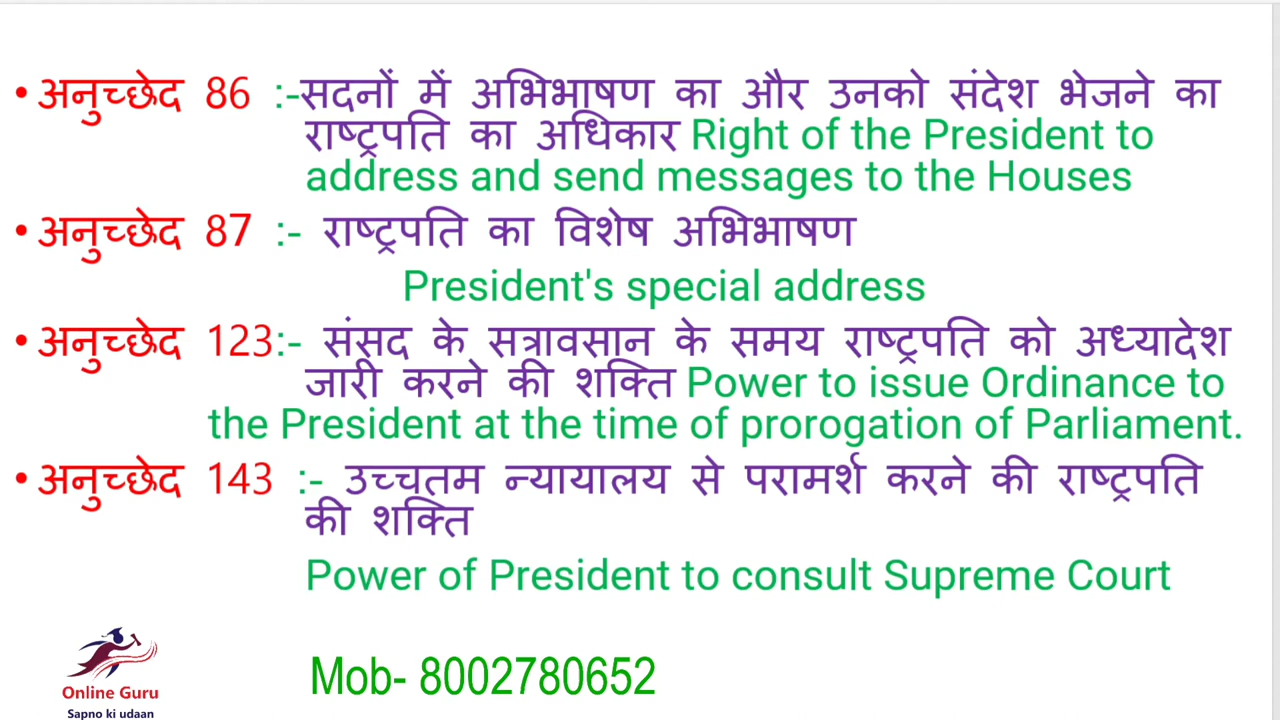 • अनुच्छेद 86 :-सदनों में अभिभाषण का और उनको संदेश भेजने का
राष्ट्रपति का अधिकार Right of the President to
address and send messages to the Houses
• अनुच्छेद 87 :- राष्ट्रपति का विशेष अभिभाषण
President's special address
• अनुच्छेद 123:- संसद के सत्रावसान के समय राष्ट्रपति को अध्यादेश
जारी करने की शक्ति Power to issue Ordinance to
the President at the time of prorogation of Parliament.
• अनुच्छेद 143 :- उच्चतम न्यायालय से परामर्श करने की राष्ट्रपति
की शक्ति
Power of President to consult Supreme Court
Mob- 8002780652
Online Guru
Sapno ki udaan